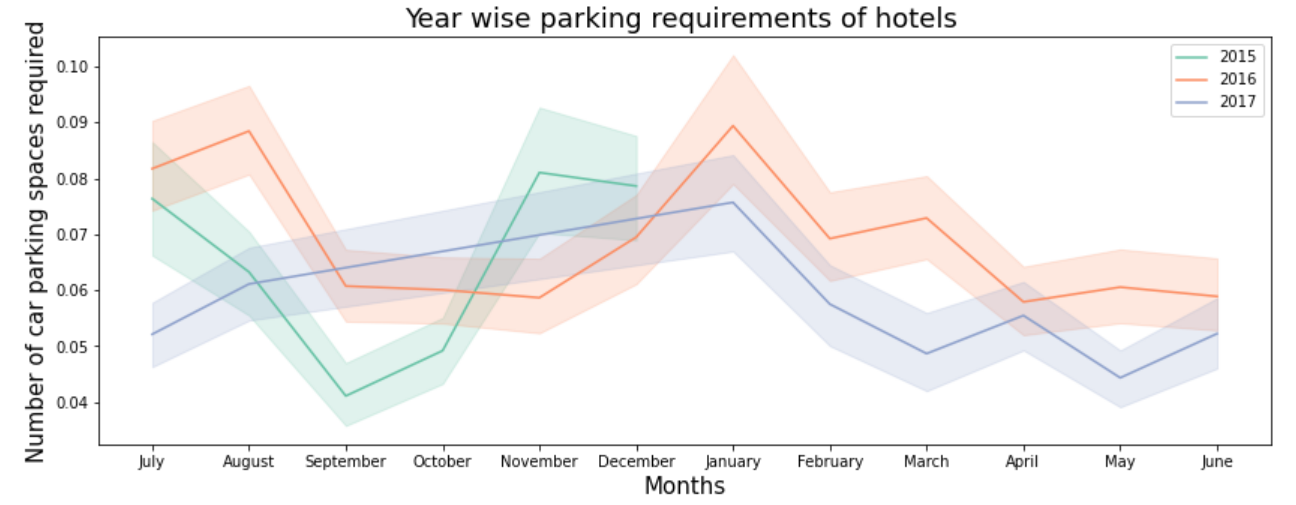 Year wise parking requirements of hotels
Number of car parking spaces required
0.10
0.09
0.08
0.07
0.06
0.05
0.04
2015
2016
2017
July August September October November December January February March April May June
Months